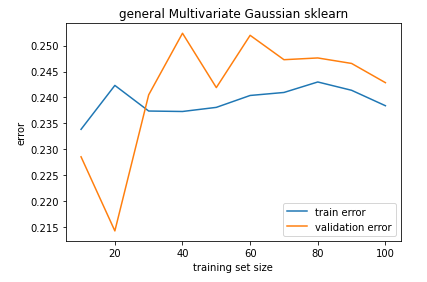 general Multivariate Gaussian sklearn
0.250
0.245
0.240
0.235
0.230
0.225
0.220
0.215
error
train error
validation error
20 40 60 80 100
training set size